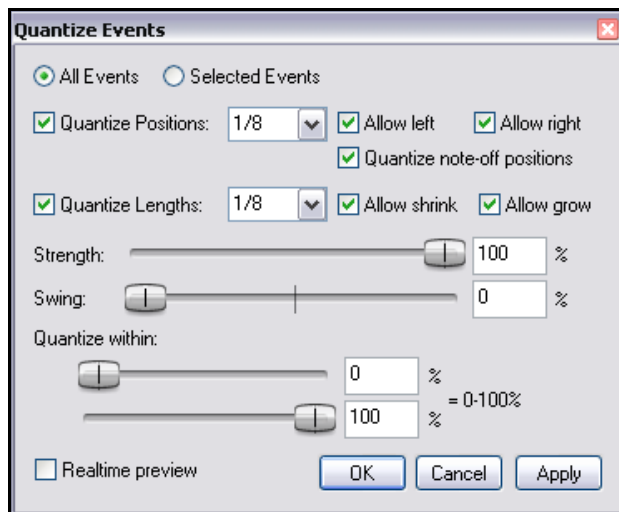 Quantize Events
All Events Selected Events
Quantize Positions: 1/8 Allow left Allow right
Quantize note-off positions
Quantize Lengths: 1/8 Allow shrink Allow grow
Strength: 100 %
Swing: 0 %
Quantize within:
0 %
= 0-100%
100 %
Realtime preview OK Cancel Apply